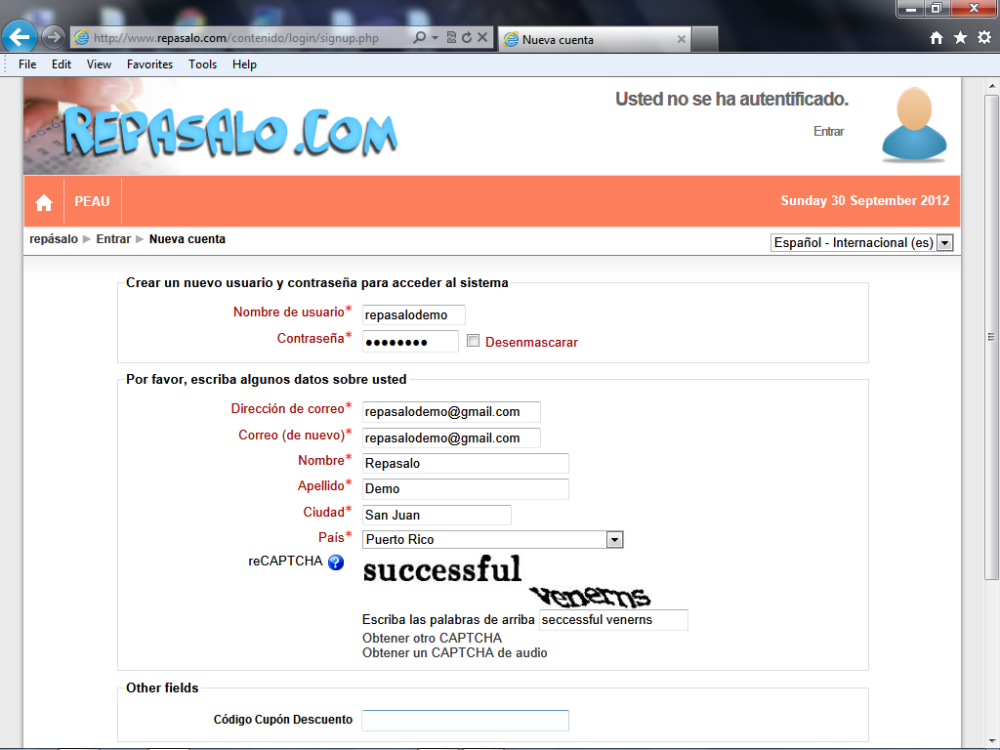 http://www.repasalo.com/contenido/login/signup.php
Nueva cuenta
File Edit View Favorites Tools Help
REPASALO.COM
Usted no se ha autentificado.
Entrar
PEAU
Sunday 30 September 2012
repásalo ► Entrar ► Nueva cuenta
Español - Internacional (es)
Crear un nuevo usuario y contraseña para acceder al sistema
Nombre de usuario* repasalodemo
Contraseña* ●●●●●●●● Desenmascarar
Por favor, escriba algunos datos sobre usted
Dirección de correo* repasalodemo@gmail.com
Correo (de nuevo)* repasalodemo@gmail.com
Nombre* Repasalo
Apellido* Demo
Ciudad* San Juan
País* Puerto Rico
reCAPTCHA ?
successful
venerns
Escriba las palabras de arriba seccessful venerns
Obtener otro CAPTCHA
Obtener un CAPTCHA de audio
Other fields
Código Cupón Descuento